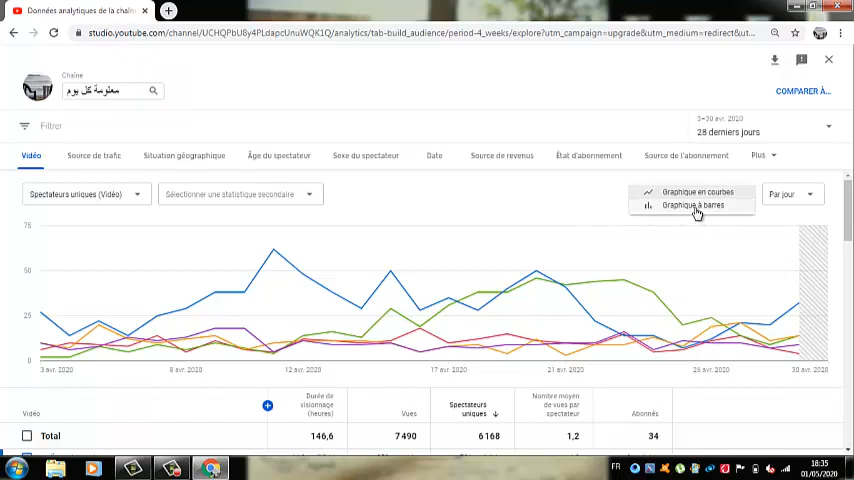 Données analytiques de la chaîn
studio.youtube.com/channel/UCHQPbU8y4PLdapcUnuWQK1Q/analytics/tab-build_audience/period-4_weeks/explore?utm_campaign=upgrade&utm_medium=redirect&ut...
Chaîne
معلومة كل يوم
COMPARER À...
Filtrer
3–30 avr. 2020
28 derniers jours
Vidéo Source de trafic Situation géographique Âge du spectateur Sexe du spectateur Date Source de revenus État d'abonnement Source de l'abonnement Plus
Spectateurs uniques (Vidéo) Sélectionner une statistique secondaire Graphique en courbes Par jour
Graphique à barres
75
50
25
0
3 avr. 2020 8 avr. 2020 12 avr. 2020 17 avr. 2020 21 avr. 2020 26 avr. 2020 30 avr. 2020
Vidéo Durée de visionnage (heures) Vues Spectateurs uniques Nombre moyen de vues par spectateur Abonnés
Total 146,6 7 490 6 168 1,2 34
FR 18:35
01/05/2020